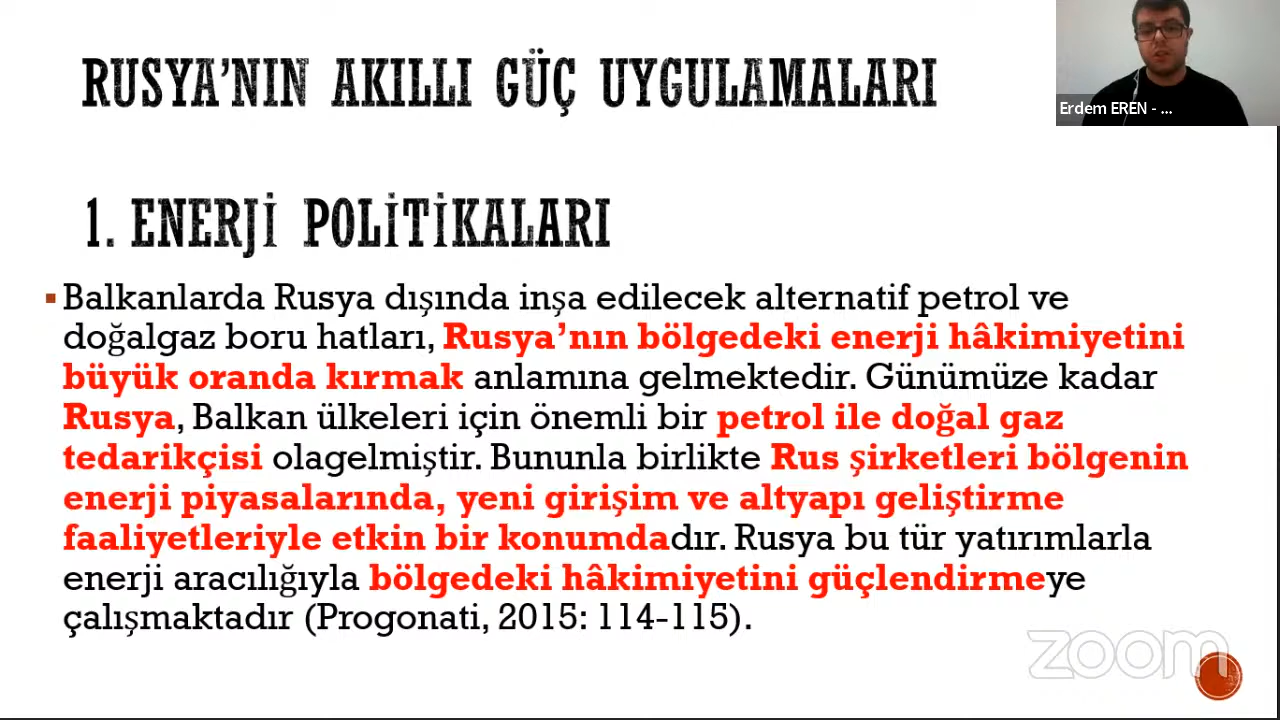 RUSYA’NIN AKILLI GÜÇ UYGULAMALARI
Erdem EREN - ...
1. ENERJİ POLİTİKALARI
▪ Balkanlarda Rusya dışında inşa edilecek alternatif petrol ve
doğalgaz boru hatları, Rusya’nın bölgedeki enerji hâkimiyetini
büyük oranda kırmak anlamına gelmektedir. Günümüze kadar
Rusya, Balkan ülkeleri için önemli bir petrol ile doğal gaz
tedarikçisi olagelmiştir. Bununla birlikte Rus şirketleri bölgenin
enerji piyasalarında, yeni girişim ve altyapı geliştirme
faaliyetleriyle etkin bir konumdadır. Rusya bu tür yatırımlarla
enerji aracılığıyla bölgedeki hâkimiyetini güçlendirmeye
çalışmaktadır (Progonati, 2015: 114-115).
zoom